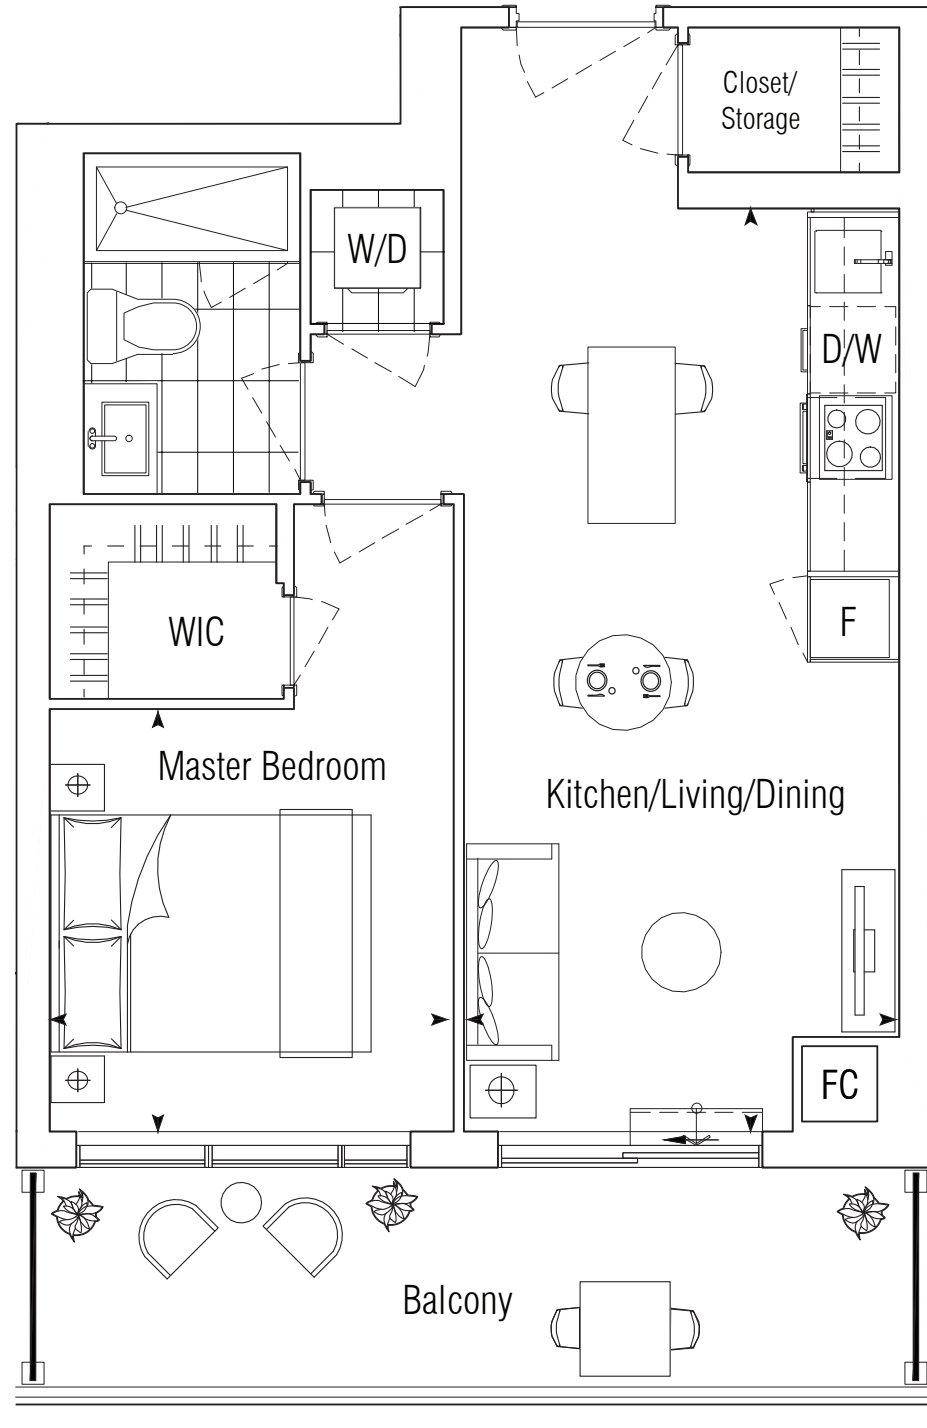 Closet/
Storage
W/D
D/W
F
WIC
Master Bedroom
Kitchen/Living/Dining
FC
Balcony